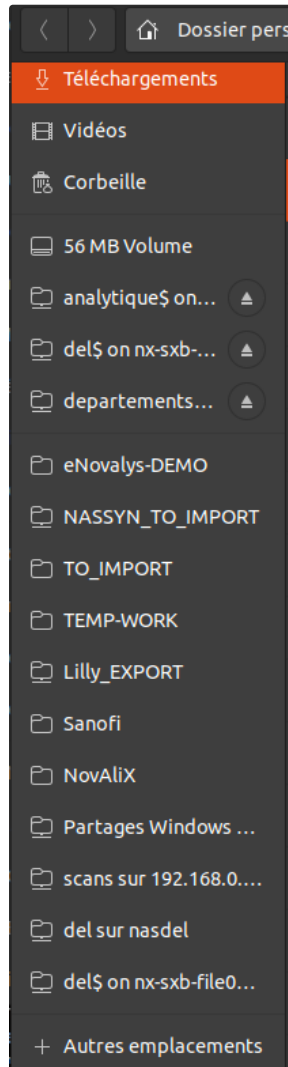 Dossier pers
Téléchargements
Vidéos
Corbeille
56 MB Volume
analytique$ on...
del$ on nx-sxb-...
departements...
eNovalys-DEMO
NASSYN_TO_IMPORT
TO_IMPORT
TEMP-WORK
Lilly_EXPORT
Sanofi
NovAliX
Partages Windows ...
scans sur 192.168.0....
del sur nasdel
del$ on nx-sxb-file0...
Autres emplacements